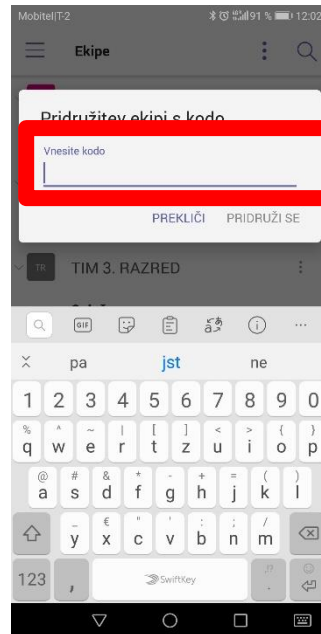 Mobitel|T-2 91 % 12:02
Ekipe
Pridružitev ekipi s kodo
Vnesite kodo
PREKLIČI PRIDRUŽI SE
TR TIM 3. RAZRED
GIF
pa jst ne
1 2 3 4 5 6 7 8 9 0
% ^ ~ | [ ] < > { }
q w e r t z u i o p
@ # & * - + = ( )
a s d f g h j k l
_ € " ' : ; /
y x c v b n m
123 , SwiftKey .